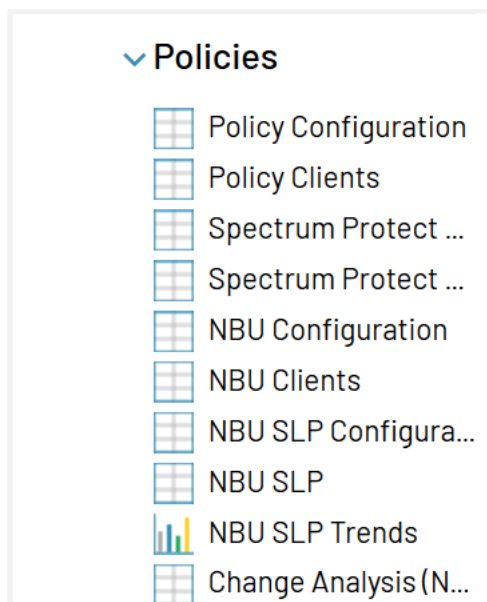 Policies
Policy Configuration
Policy Clients
Spectrum Protect ...
Spectrum Protect ...
NBU Configuration
NBU Clients
NBU SLP Configura...
NBU SLP
NBU SLP Trends
Change Analysis (N...